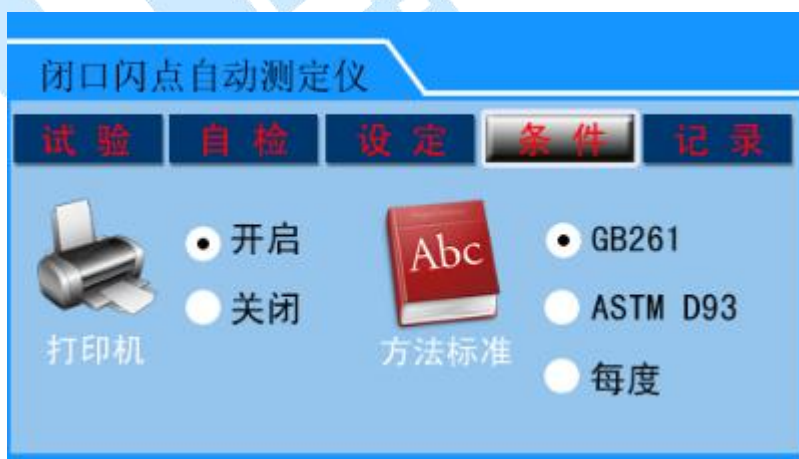 闭口闪点自动测定仪
试 验 自 检 设 定 条 件 记 录
开启
关闭
打印机
Abc
方法标准
GB261
ASTM D93
每度